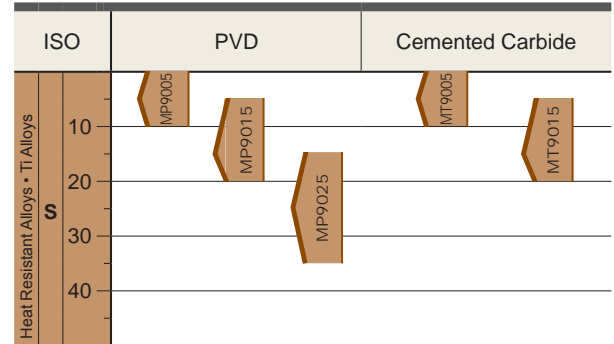 ISO PVD Cemented Carbide
Heat Resistant Alloys • Ti Alloys
S
10
20
30
40
MP9005
MP9015
MP9025
MT9005
MT9015